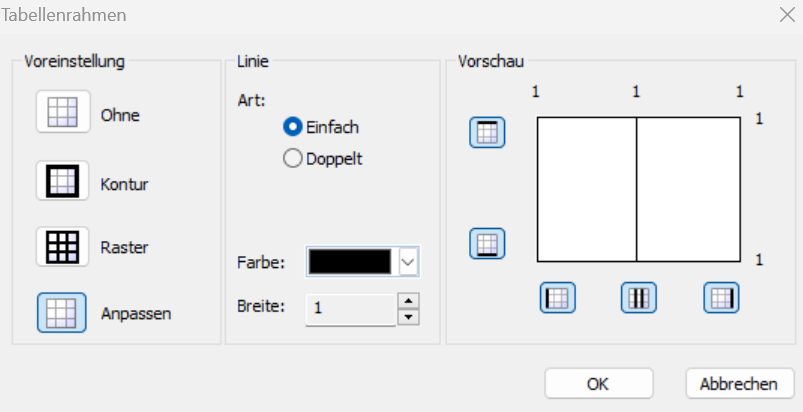 Tabellenrahmen
Voreinstellung
Ohne
Kontur
Raster
Anpassen
Linie
Art:
Einfach
Doppelt
Farbe:
Breite: 1
Vorschau
1 1 1
1
1
OK Abbrechen